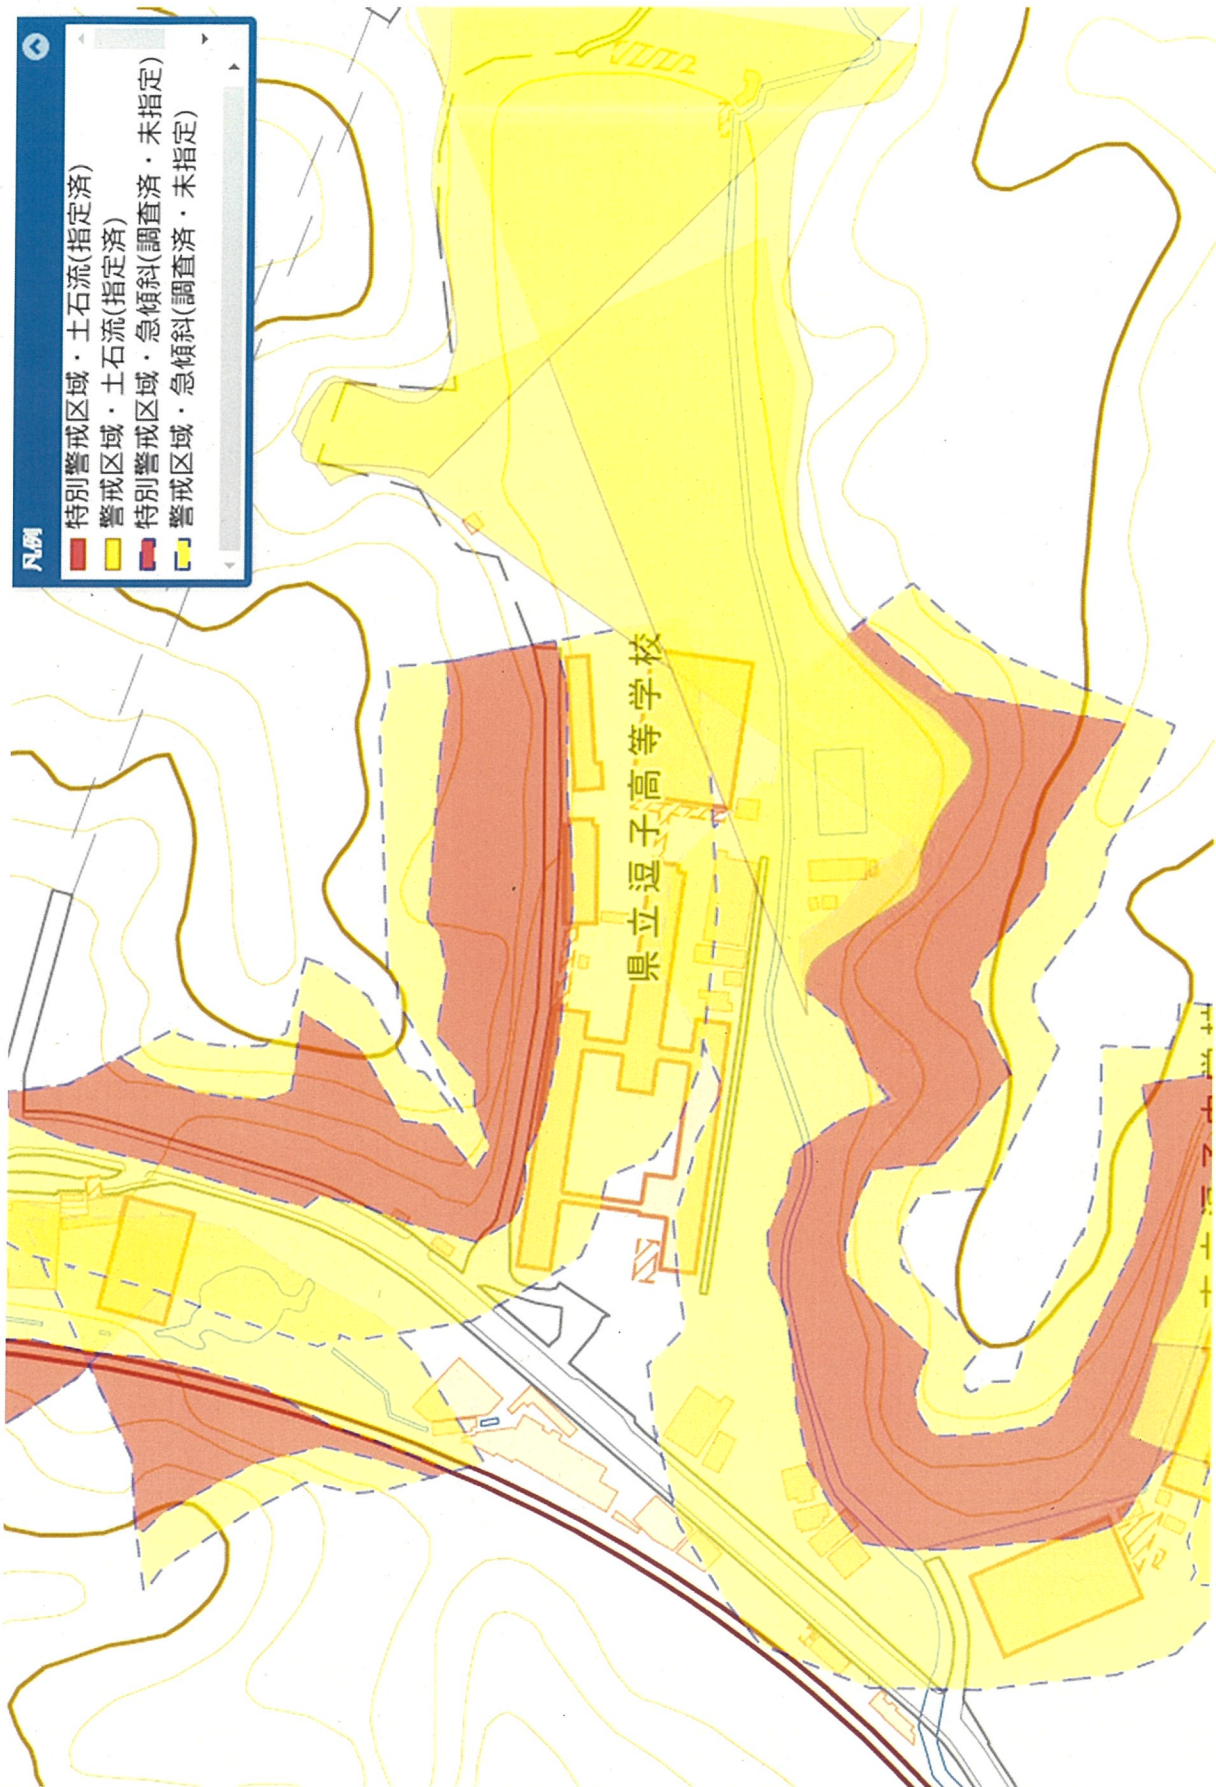 凡例
特別警戒区域・土石流(指定済)
警戒区域・土石流(指定済)
特別警戒区域・急傾斜(調査済・未指定)
警戒区域・急傾斜(調査済・未指定)
県立逗子高等学校